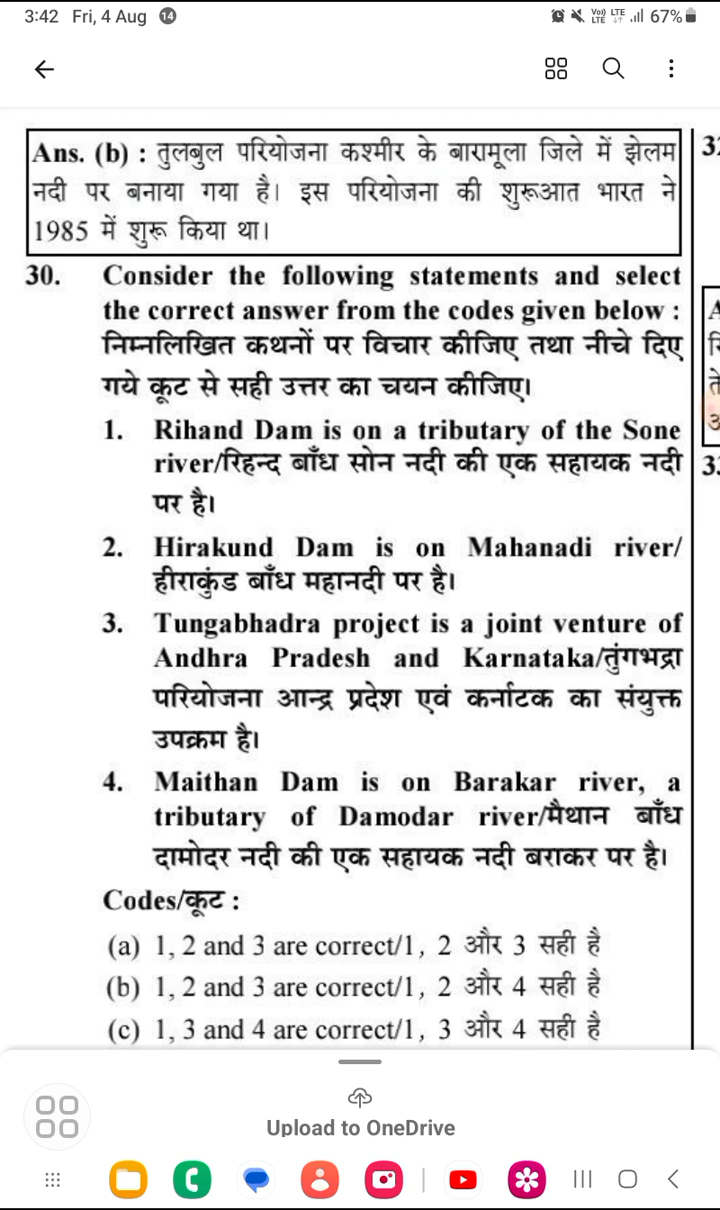 3:42 Fri, 4 Aug 14
Vo)) LTE LTE 67%
Ans. (b) : तुलबुल परियोजना कश्मीर के बारामूला जिले में झेलम
नदी पर बनाया गया है। इस परियोजना की शुरूआत भारत ने
1985 में शुरू किया था।
30. Consider the following statements and select
the correct answer from the codes given below :
निम्नलिखित कथनों पर विचार कीजिए तथा नीचे दिए
गये कूट से सही उत्तर का चयन कीजिए।
1. Rihand Dam is on a tributary of the Sone
river/रिहन्द बाँध सोन नदी की एक सहायक नदी
पर है।
2. Hirakund Dam is on Mahanadi river/
हीराकुंड बाँध महानदी पर है।
3. Tungabhadra project is a joint venture of
Andhra Pradesh and Karnataka/तुंगभद्रा
परियोजना आन्द्र प्रदेश एवं कर्नाटक का संयुक्त
उपक्रम है।
4. Maithan Dam is on Barakar river, a
tributary of Damodar river/मैथान बाँध
दामोदर नदी की एक सहायक नदी बराकर पर है।
Codes/कूट :
(a) 1, 2 and 3 are correct/1, 2 और 3 सही है
(b) 1, 2 and 3 are correct/1, 2 और 4 सही है
(c) 1, 3 and 4 are correct/1, 3 और 4 सही है
Upload to OneDrive